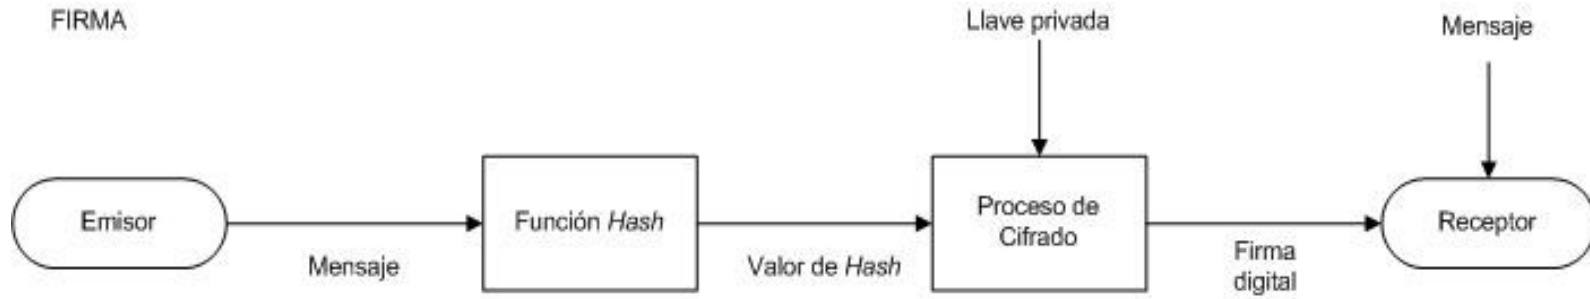 FIRMA
Llave privada
Mensaje
Emisor
Mensaje
Función Hash
Valor de Hash
Proceso de
Cifrado
Firma
digital
Receptor